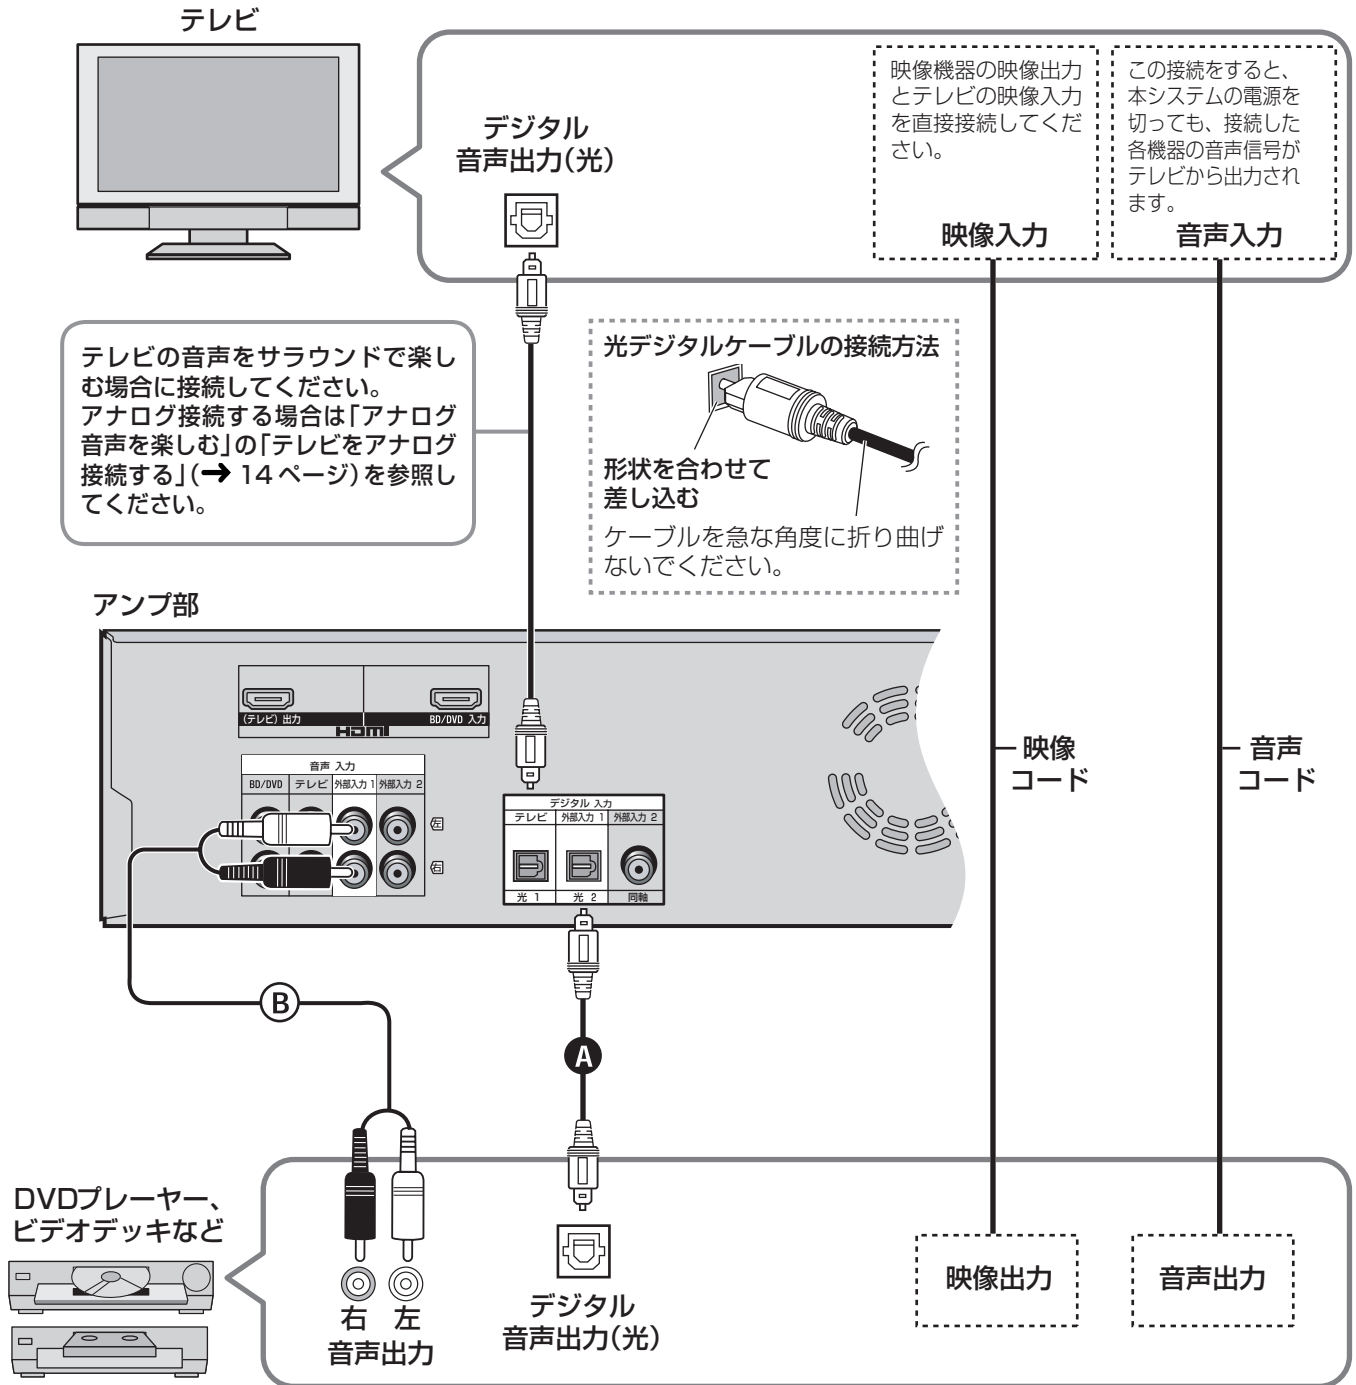 テレビ
デジタル
音声出力(光)
映像機器の映像出力
とテレビの映像入力
を直接接続してくだ
さい。
映像入力
この接続をすると、
本システムの電源を
切っても、接続した
各機器の音声信号が
テレビから出力され
ます。
音声入力
テレビの音声をサラウンドで楽し
む場合に接続してください。
アナログ接続する場合は「アナログ
音声を楽しむ」の「テレビをアナログ
接続する」(➜ 14 ページ)を参照し
てください。
光デジタルケーブルの接続方法
形状を合わせて
差し込む
ケーブルを急な角度に折り曲げ
ないでください。
アンプ部
(テレビ) 出力
BD/DVD 入力
HDMI
音声 入力
BD/DVD テレビ 外部入力 1 外部入力 2
左
右
デジタル 入力
テレビ 外部入力 1 外部入力 2
光 1 光 2 同軸
映像
コード
音声
コード
B
A
DVDプレーヤー、
ビデオデッキなど
右 左
音声出力
デジタル
音声出力(光)
映像出力
音声出力